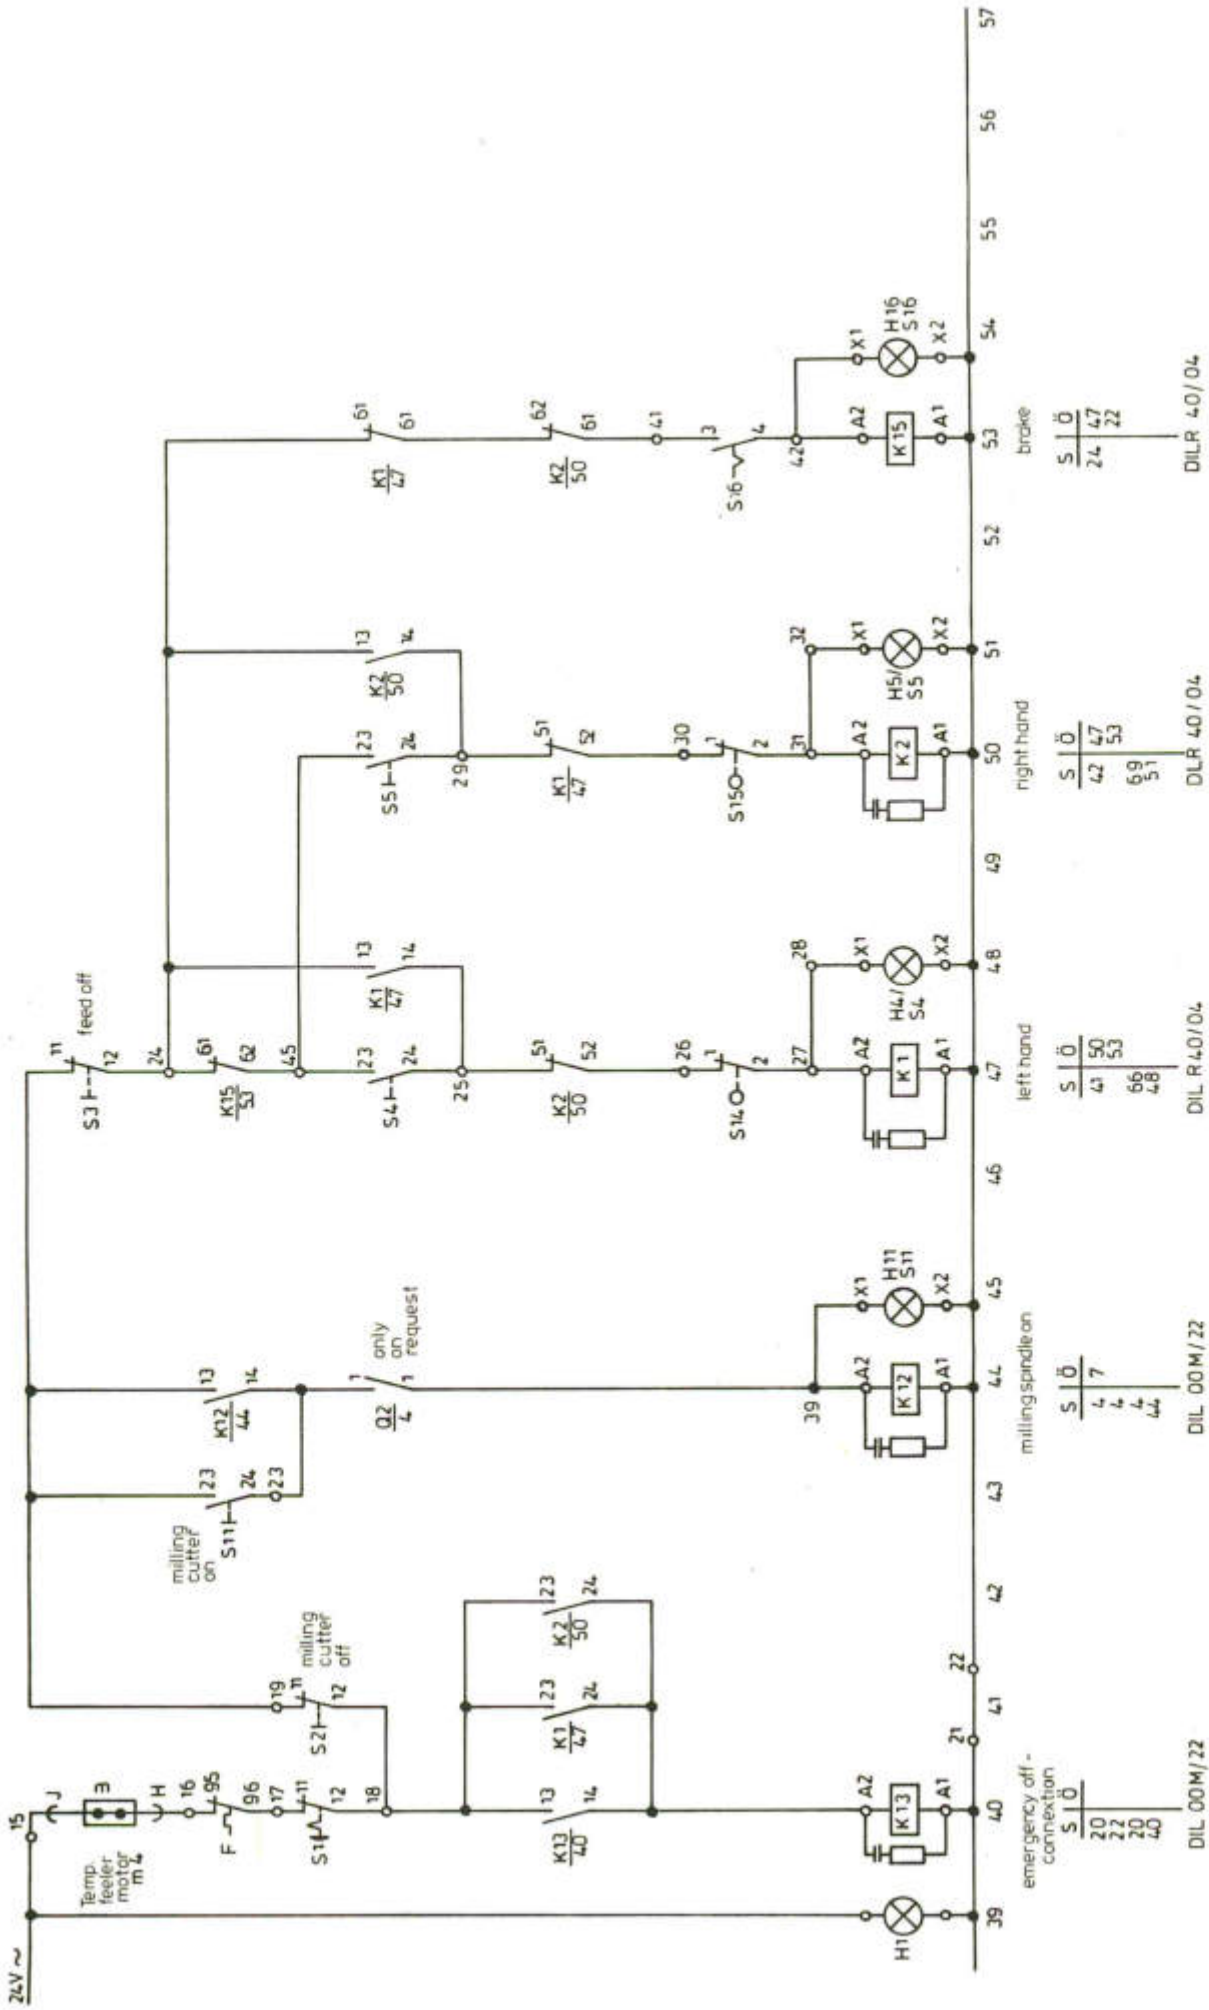 24V ~
15
J
Temp.
feeler
motor
m 4
3
H
16
95
F
96
17
S1
11
12
18
19
S2
11
12
milling
cutter
off
K13
40
13
14
K1
47
23
24
K2
50
23
24
H1
A2
K13
A1
21
22
milling
cutter
on
S11
23
24
23
K12
44
13
14
Q2
4
1
1
only
on
request
39
A2
K12
A1
X1
H11
S11
X2
S3
11
12
feed off
24
K15
53
61
62
45
S4
23
24
K1
47
13
14
25
K2
50
51
52
26
S14
1
2
27
28
A2
K1
A1
X1
H4/
S4
X2
S5
23
24
K2
50
13
14
29
K1
47
51
52
30
S15
1
2
31
32
A2
K2
A1
X1
H5/
S5
X2
K1
47
61
61
K2
50
62
61
41
S16
3
4
42
A2
K15
A1
X1
H16
S16
X2
39 40 41 42 43 44 45 46 47 48 49 50 51 52 53 54 55 56 57
emergency off -
connextion
S Ö
20
22
20
40
DIL 00M/22
milling spindle on
S Ö
4 7
4
4
44
DIL 00M/22
left hand
S Ö
41 50
53
66
48
DIL R40/04
right hand
S Ö
42 47
53
69
51
DLR 40/04
brake
S Ö
24 47
22
DILR 40/04